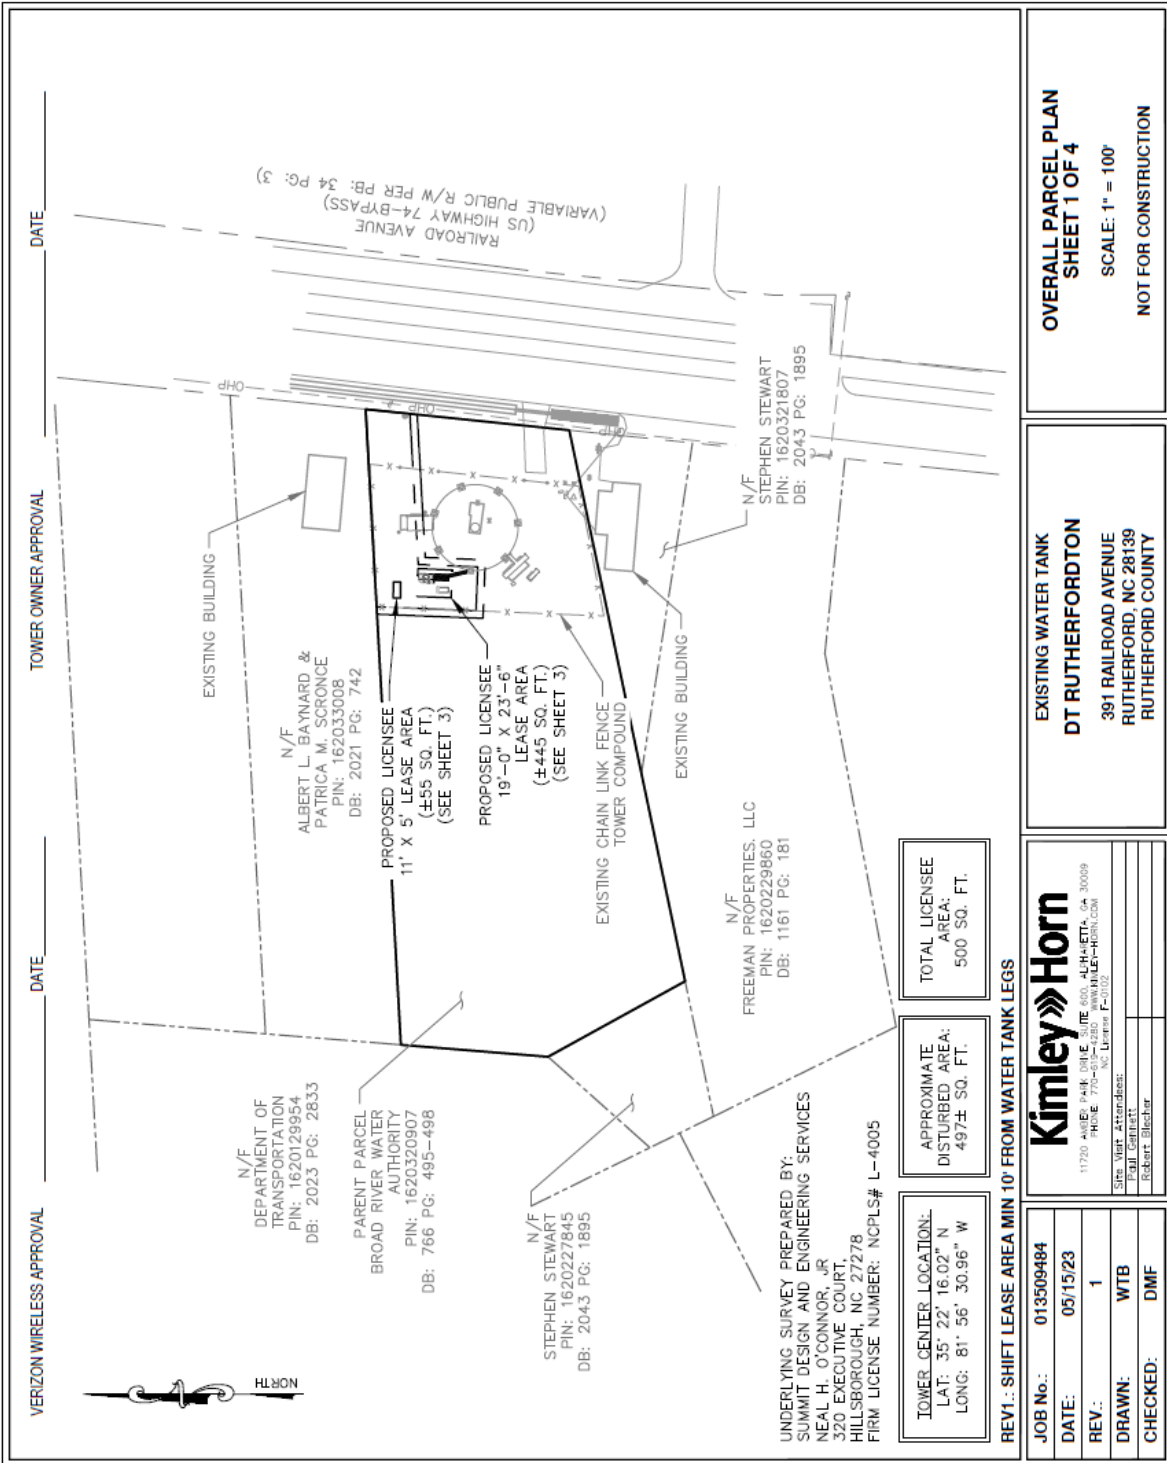 VERIZON WIRELESS APPROVAL
DATE
TOWER OWNER APPROVAL
DATE
NORTH
RAILROAD AVENUE
(US HIGHWAY 74-BYPASS)
(VARIABLE PUBLIC R/W PER PB: 34 PG: 3)
OHP
OHP
OHP
EXISTING BUILDING
N/F
ALBERT L. BAYNARD &
PATRICA M. SCRONCE
PIN: 162033008
DB: 2021 PG: 742
N/F
DEPARTMENT OF
TRANSPORTATION
PIN: 1620129954
DB: 2023 PG: 2833
PARENT PARCEL
BROAD RIVER WATER
AUTHORITY
PIN: 1620320907
DB: 766 PG: 495-498
PROPOSED LICENSEE
11' X 5' LEASE AREA
(±55 SQ. FT.)
(SEE SHEET 3)
PROPOSED LICENSEE
19'-0" X 23'-6"
LEASE AREA
(±445 SQ. FT.)
(SEE SHEET 3)
EXISTING CHAIN LINK FENCE
TOWER COMPOUND
EXISTING BUILDING
N/F
STEPHEN STEWART
PIN: 1620321807
DB: 2043 PG: 1895
N/F
STEPHEN STEWART
PIN: 1620227845
DB: 2043 PG: 1895
N/F
FREEMAN PROPERTIES. LLC
PIN: 1620229860
DB: 1161 PG: 181
UNDERLYING SURVEY PREPARED BY:
SUMMIT DESIGN AND ENGINEERING SERVICES
NEAL H. O'CONNOR, JR
320 EXECUTIVE COURT,
HILLSBOROUGH, NC 27278
FIRM LICENSE NUMBER: NCPLS# L-4005
TOWER CENTER LOCATION:
LAT: 35° 22' 16.02" N
LONG: 81° 56' 30.96" W
APPROXIMATE
DISTURBED AREA:
497± SQ. FT.
TOTAL LICENSEE
AREA:
500 SQ. FT.
REV1.: SHIFT LEASE AREA MIN 10' FROM WATER TANK LEGS
JOB No.: 013509484
DATE: 05/15/23
REV.: 1
DRAWN: WTB
CHECKED: DMF
Kimley»Horn
11720 AMBER PARK DRIVE, SUITE 600, ALPHARETTA, GA 30009
PHONE: 770-619-4280 WWW.KIMLEY-HORN.COM
NC License F-0102
Site Visit Attendees:
Paul Gennett
Robert Blecher
EXISTING WATER TANK
DT RUTHERFORDTON
391 RAILROAD AVENUE
RUTHERFORD, NC 28139
RUTHERFORD COUNTY
OVERALL PARCEL PLAN
SHEET 1 OF 4
SCALE: 1" = 100'
NOT FOR CONSTRUCTION